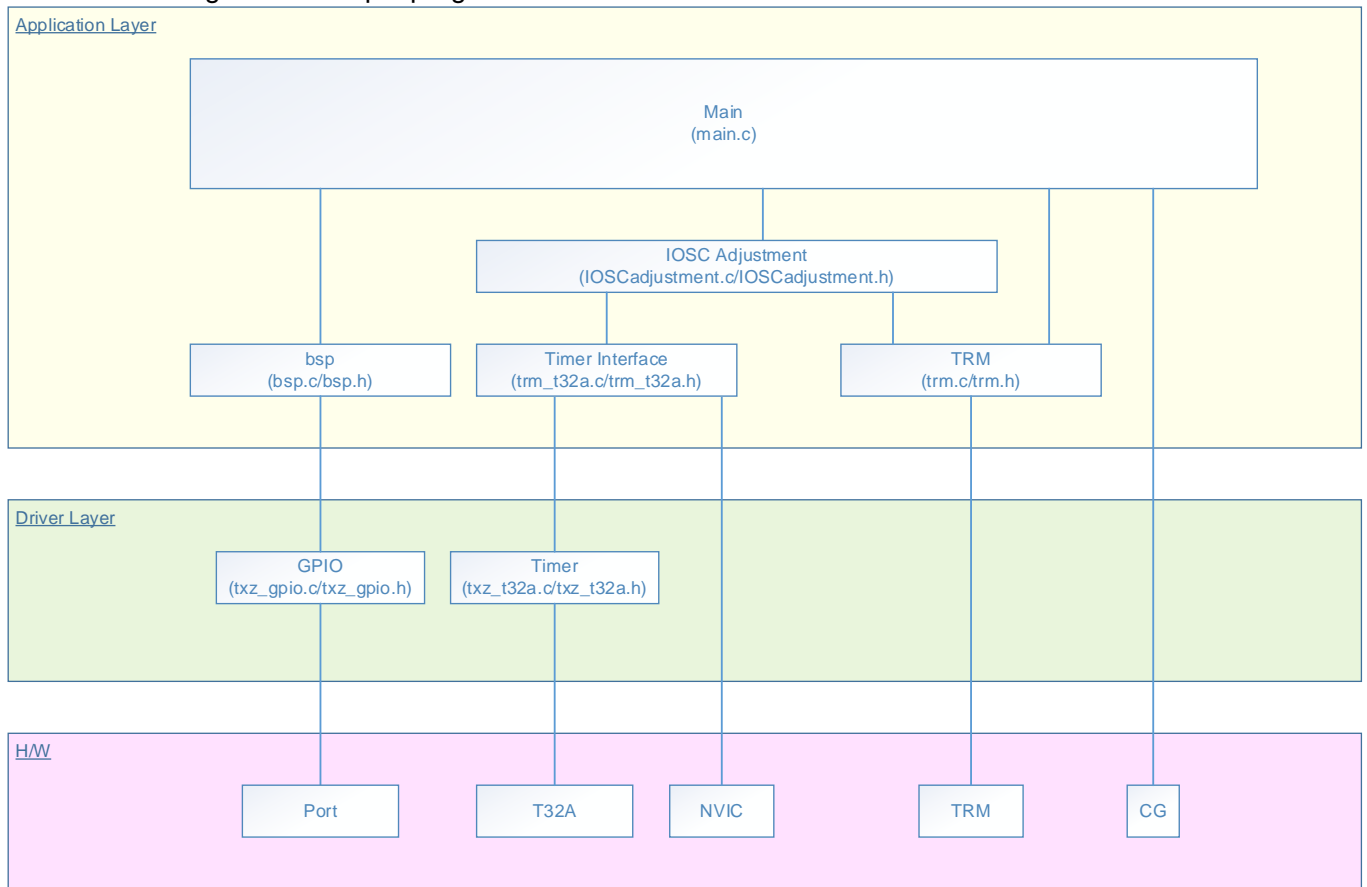 Application Layer
Main
(main.c)
IOSC Adjustment
(IOSCadjustment.c/IOSCadjustment.h)
bsp
(bsp.c/bsp.h)
Timer Interface
(trm_t32a.c/trm_t32a.h)
TRM
(trm.c/trm.h)
Driver Layer
GPIO
(txz_gpio.c/txz_gpio.h)
Timer
(txz_t32a.c/txz_t32a.h)
H/W
Port
T32A
NVIC
TRM
CG